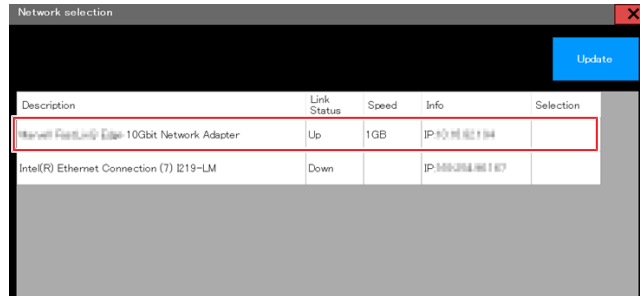 Network selection
Update
Description Link Status Speed Info Selection
10Gbit Network Adapter Up 1GB IP:
Intel(R) Ethernet Connection (7) I219-LM Down IP: